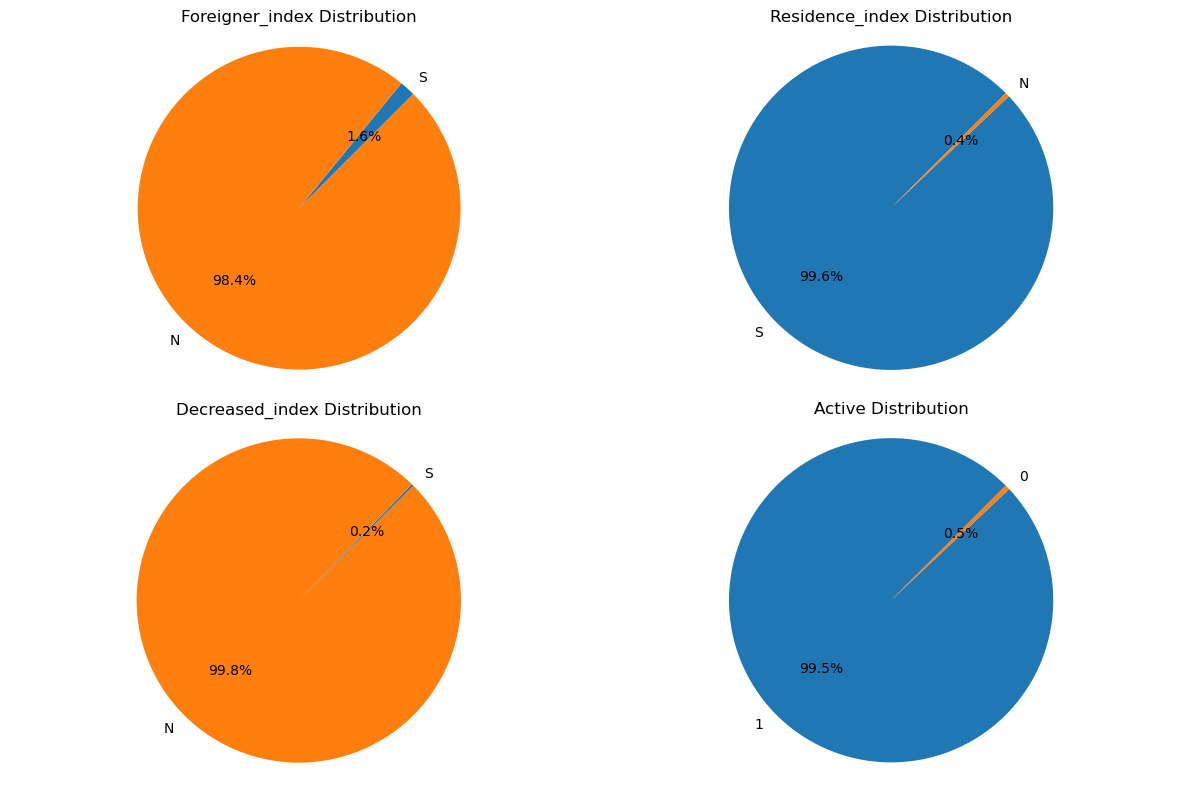 Foreigner_index Distribution
S
1.6%
98.4%
N
Residence_index Distribution
N
0.4%
99.6%
S
Decreased_index Distribution
S
0.2%
99.8%
N
Active Distribution
0
0.5%
99.5%
1